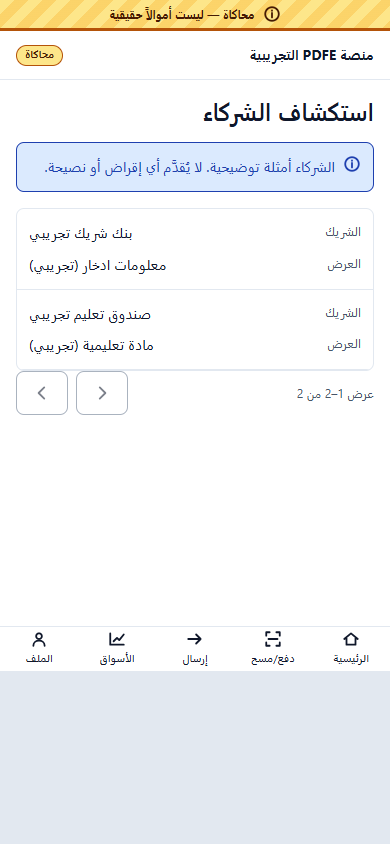 محاكاة — ليست أموالاً حقيقية
منصة PDFE التجريبية
محاكاة
استكشاف الشركاء
الشركاء أمثلة توضيحية. لا يُقدَّم أي إقراض أو نصيحة.
الشريك بنك شريك تجريبي
العرض معلومات ادخار (تجريبي)
الشريك صندوق تعليم تجريبي
العرض مادة تعليمية (تجريبي)
عرض 1–2 من 2
الرئيسية
دفع/مسح
إرسال
الأسواق
الملف